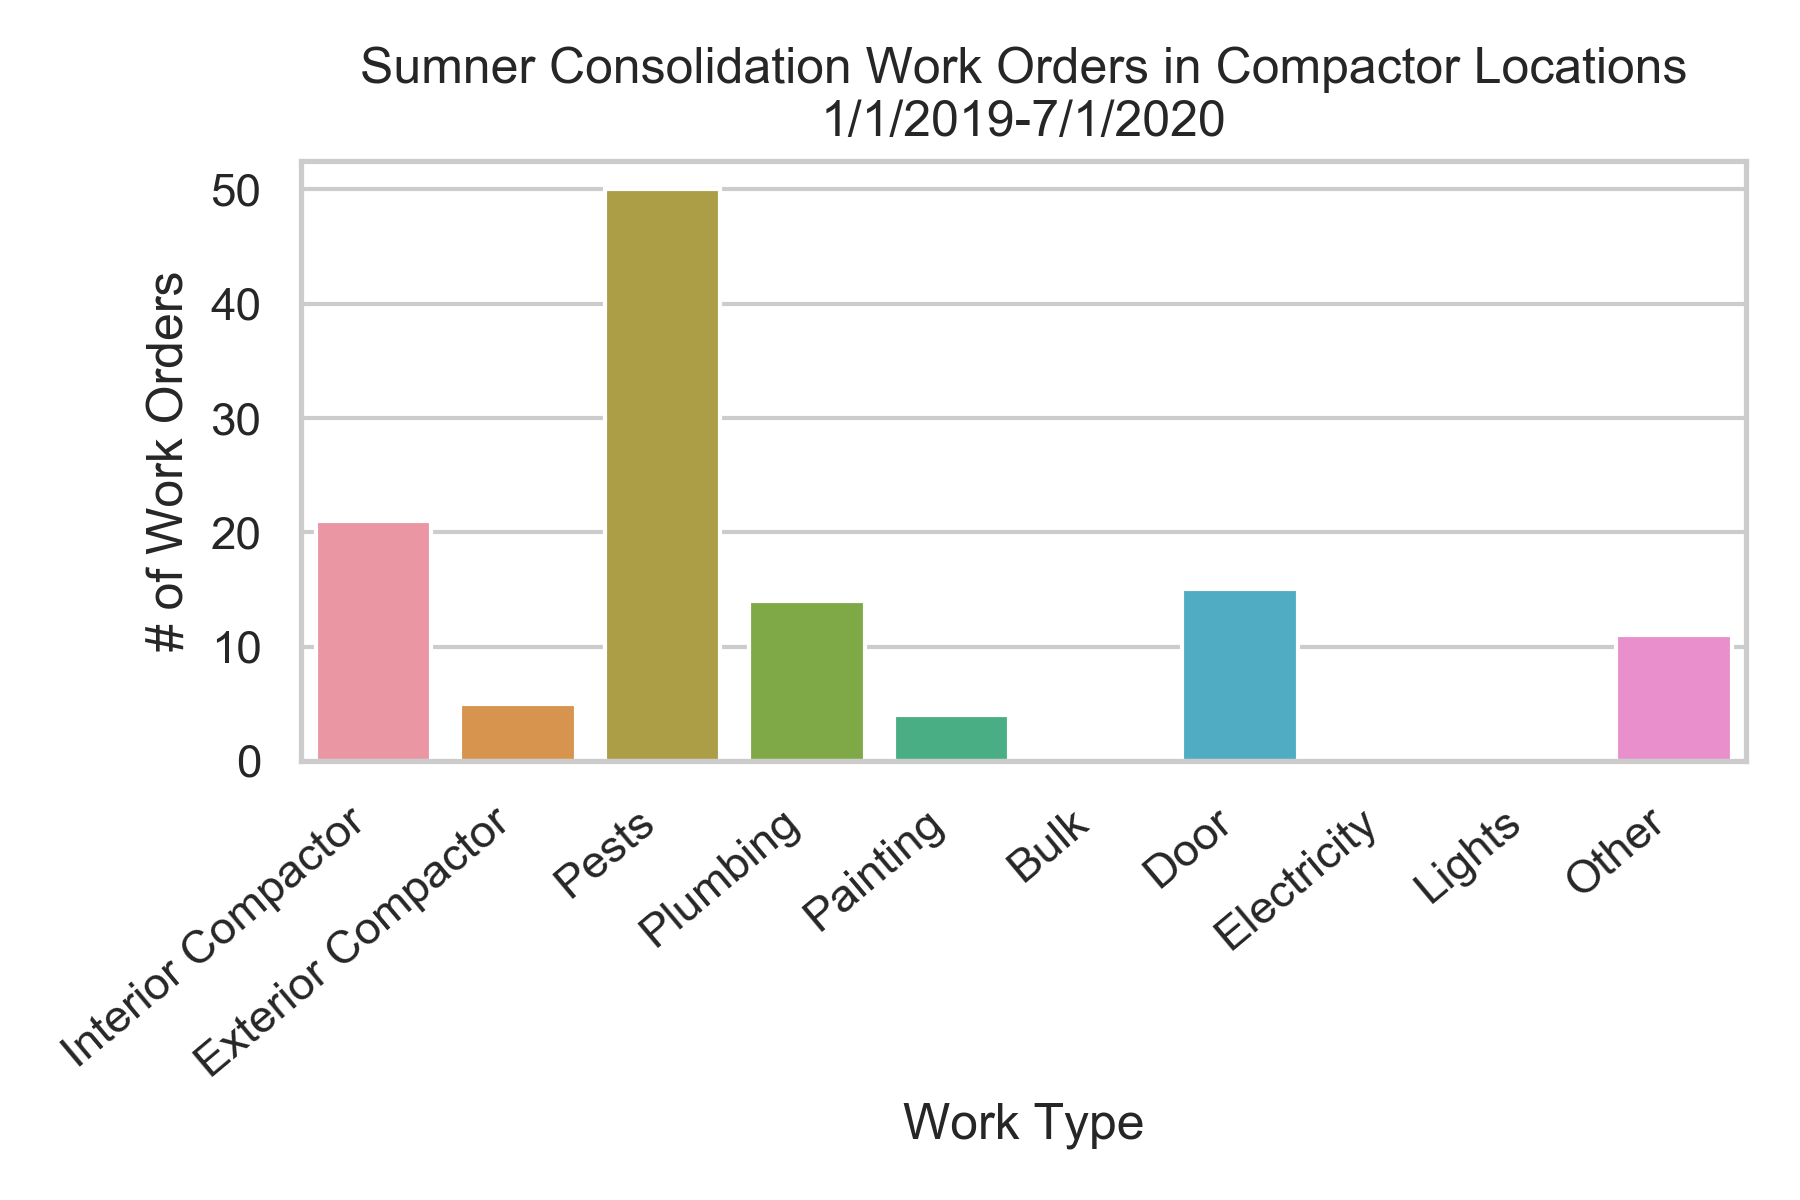 Sumner Consolidation Work Orders in Compactor Locations
1/1/2019-7/1/2020
# of Work Orders
50
40
30
20
10
0
Interior Compactor
Exterior Compactor
Pests
Plumbing
Painting
Bulk
Door
Electricity
Lights
Other
Work Type